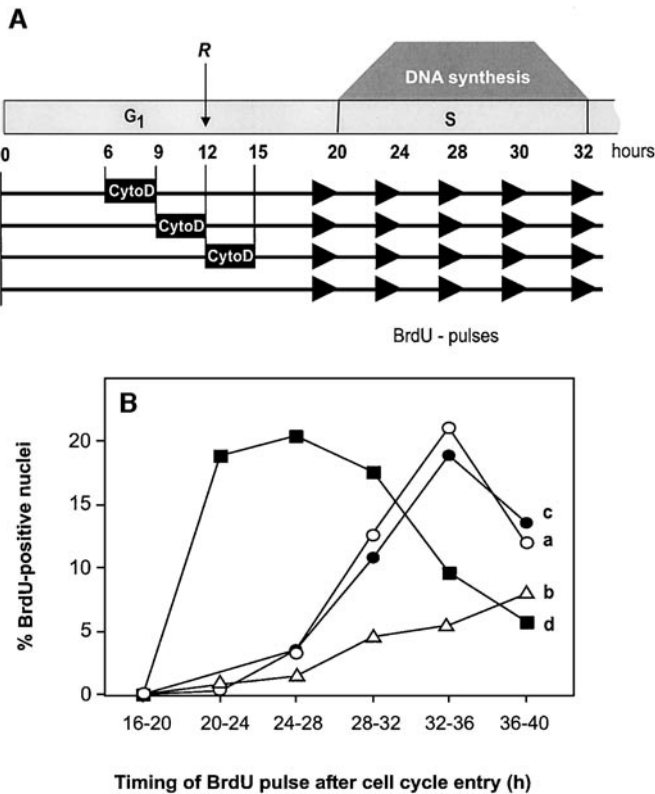 A
R
DNA synthesis
G1 S
0 6 9 12 15 20 24 28 30 32 hours
CytoD
CytoD
CytoD
BrdU - pulses
B
% BrdU-positive nuclei
20
15
10
5
0
c
a
b
d
16-20 20-24 24-28 28-32 32-36 36-40
Timing of BrdU pulse after cell cycle entry (h)